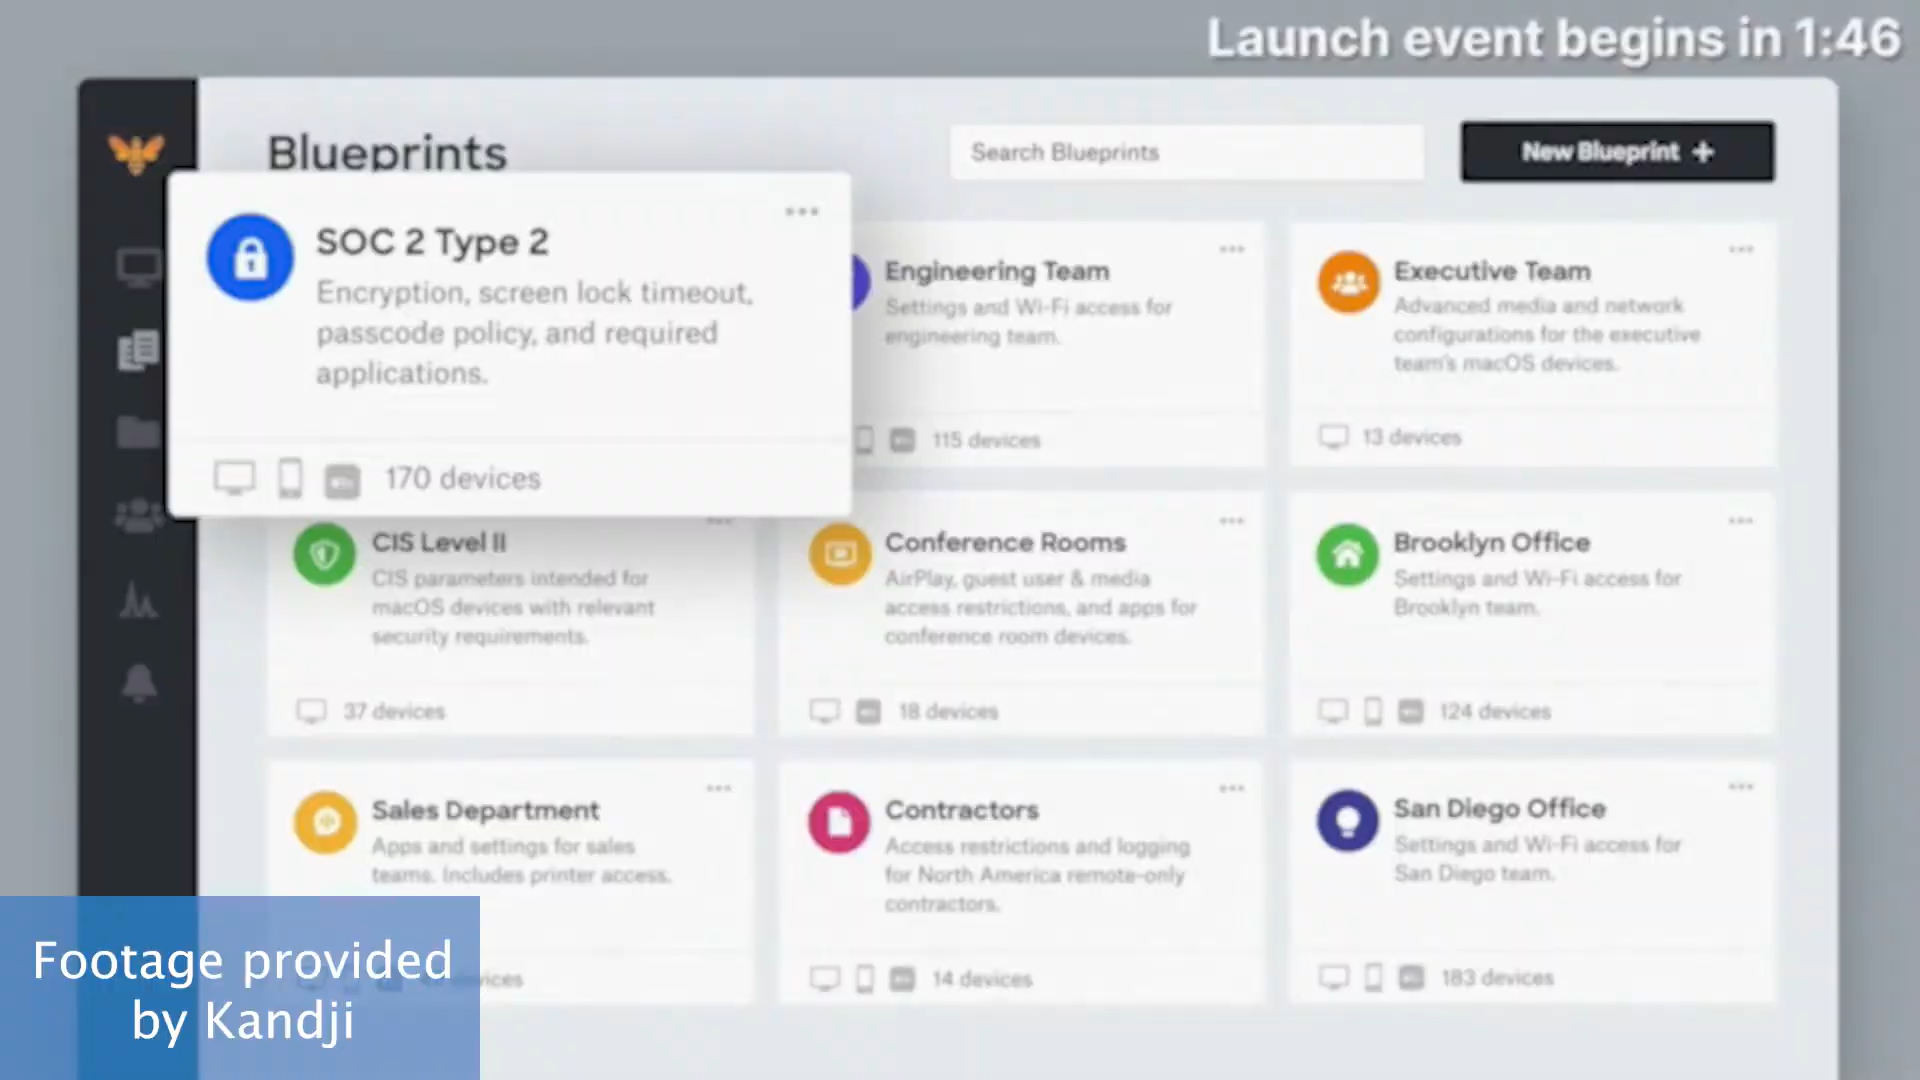 Launch event begins in 1:46
Blueprints
Search Blueprints
New Blueprint +
SOC 2 Type 2
Encryption, screen lock timeout,
passcode policy, and required
applications.
170 devices
Engineering Team
Settings and Wi-Fi access for
engineering team.
115 devices
Executive Team
Advanced media and network
configurations for the executive
team's macOS devices.
13 devices
CIS Level II
CIS parameters intended for
macOS devices with relevant
security requirements.
37 devices
Conference Rooms
AirPlay, guest user & media
access restrictions, and apps for
conference room devices.
18 devices
Brooklyn Office
Settings and Wi-Fi access for
Brooklyn team.
124 devices
Sales Department
Apps and settings for sales
teams. Includes printer access.
Contractors
Access restrictions and logging
for North America remote-only
contractors.
14 devices
San Diego Office
Settings and Wi-Fi access for
San Diego team.
183 devices
Footage provided
by Kandji